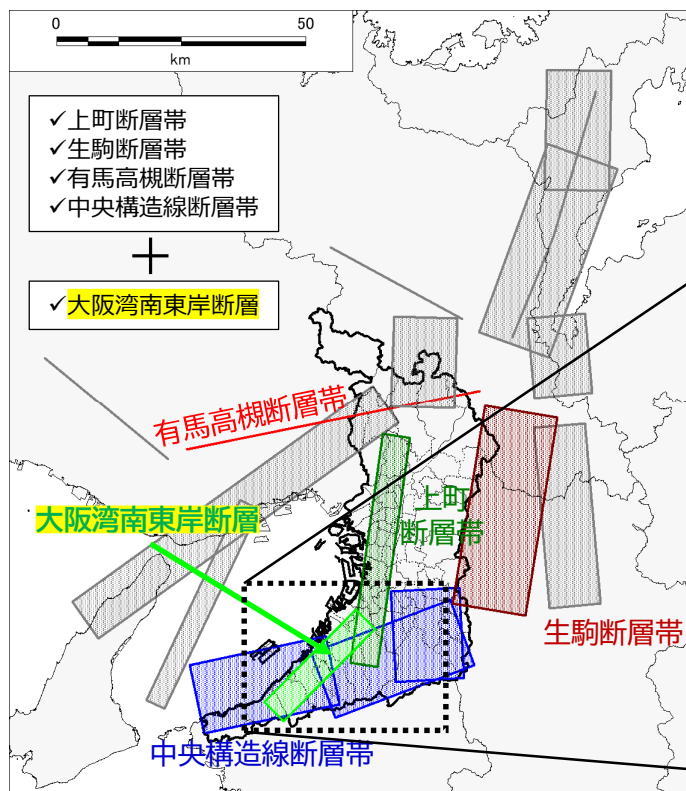 0
50
km
✓上町断層帯
✓生駒断層帯
✓有馬高槻断層帯
✓中央構造線断層帯
＋
✓大阪湾南東岸断層
有馬高槻断層帯
大阪湾南東岸断層
上町
断層帯
生駒断層帯
中央構造線断層帯